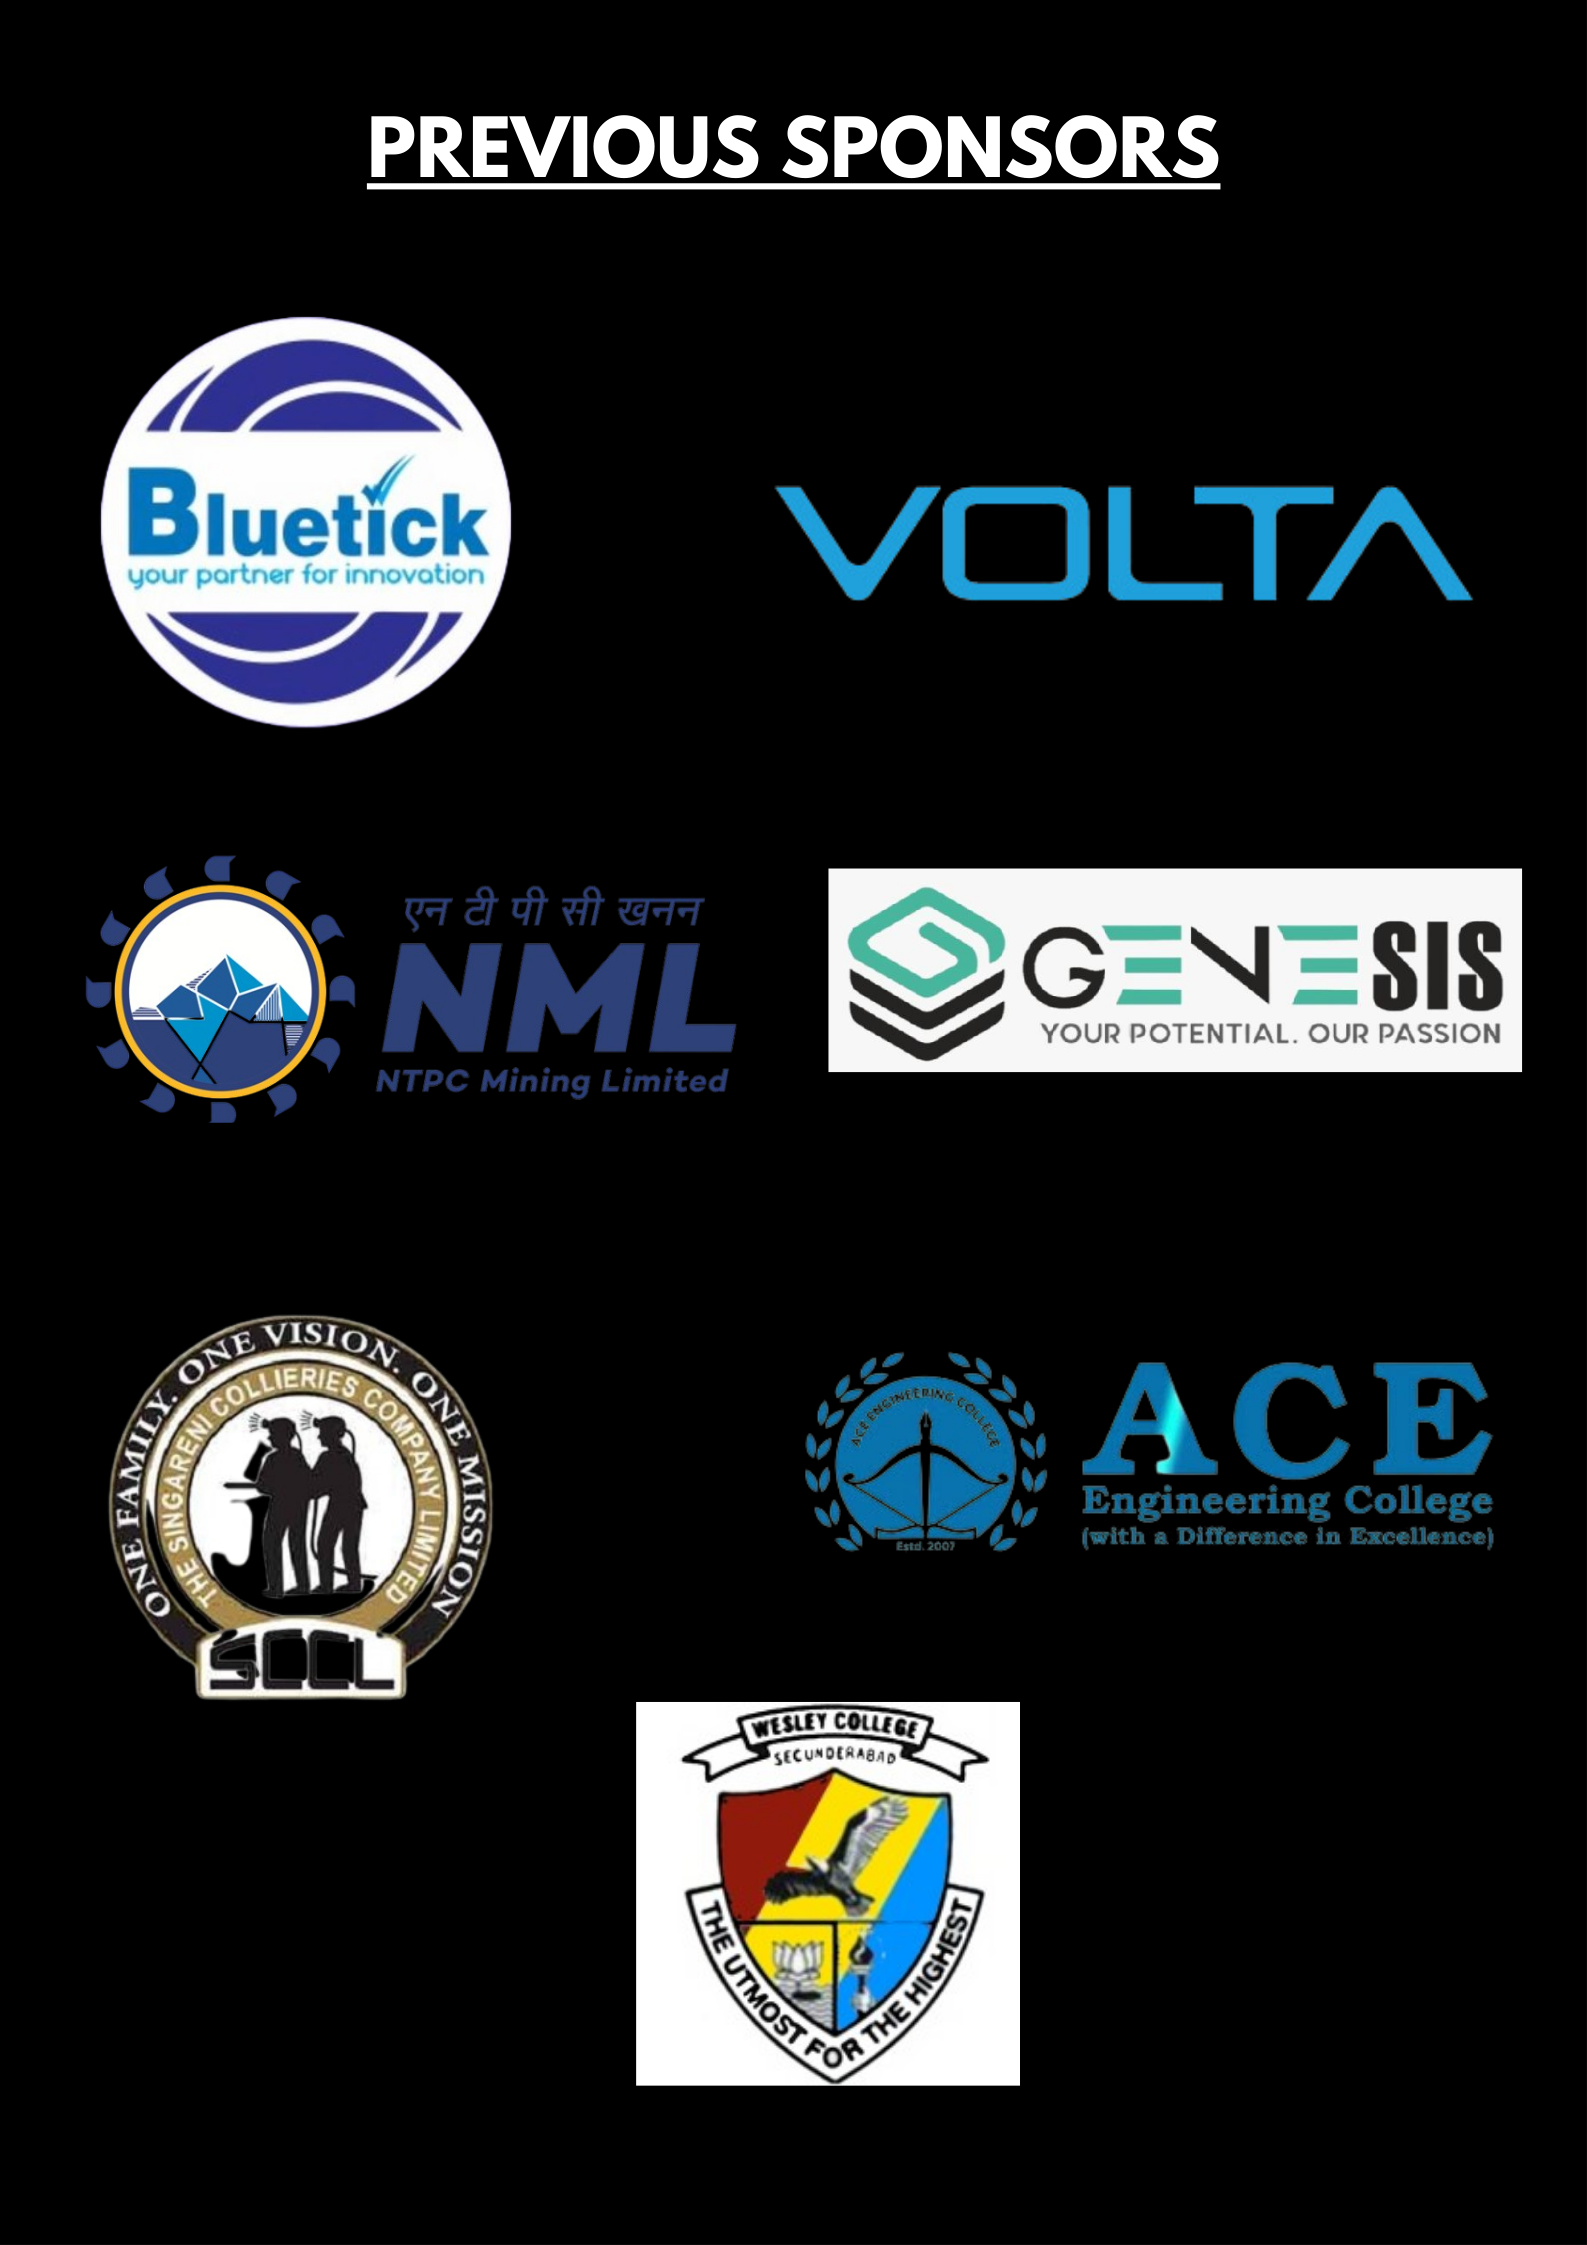 PREVIOUS SPONSORS
Bluetick
your partner for innovation
VOLTA
एन टी पी सी खनन
NML
NTPC Mining Limited
GENESIS
YOUR POTENTIAL. OUR PASSION
ONE FAMILY. ONE VISION. ONE MISSION
THE SINGARENI COLLIERIES COMPANY LIMITED
SCCL
ACE ENGINEERING COLLEGE
Estd. 2007
ACE
Engineering College
(with a Difference in Excellence)
WESLEY COLLEGE
SECUNDERABAD
THE UTMOST FOR THE HIGHEST